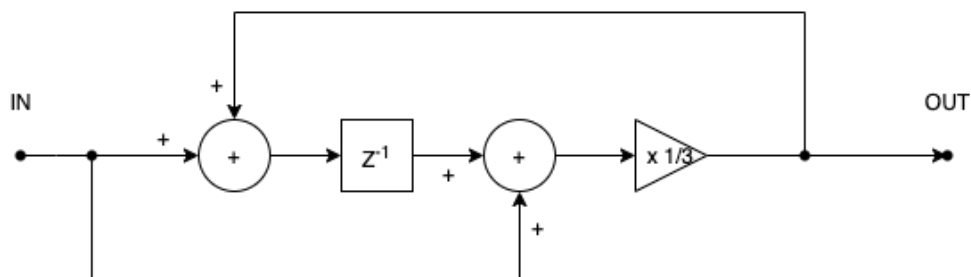 +
IN
OUT
+
+
Z⁻¹
+
x 1/3
+
+